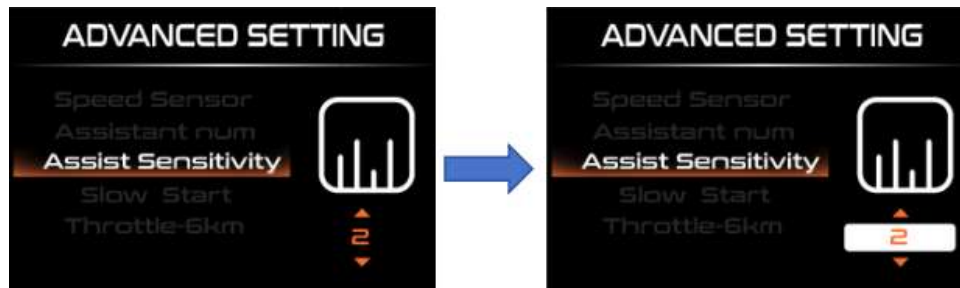 ADVANCED SETTING
Speed Sensor
Assistant num
Assist Sensitivity
Slow Start
Throttle-6km
2
ADVANCED SETTING
Speed Sensor
Assistant num
Assist Sensitivity
Slow Start
Throttle-6km
2